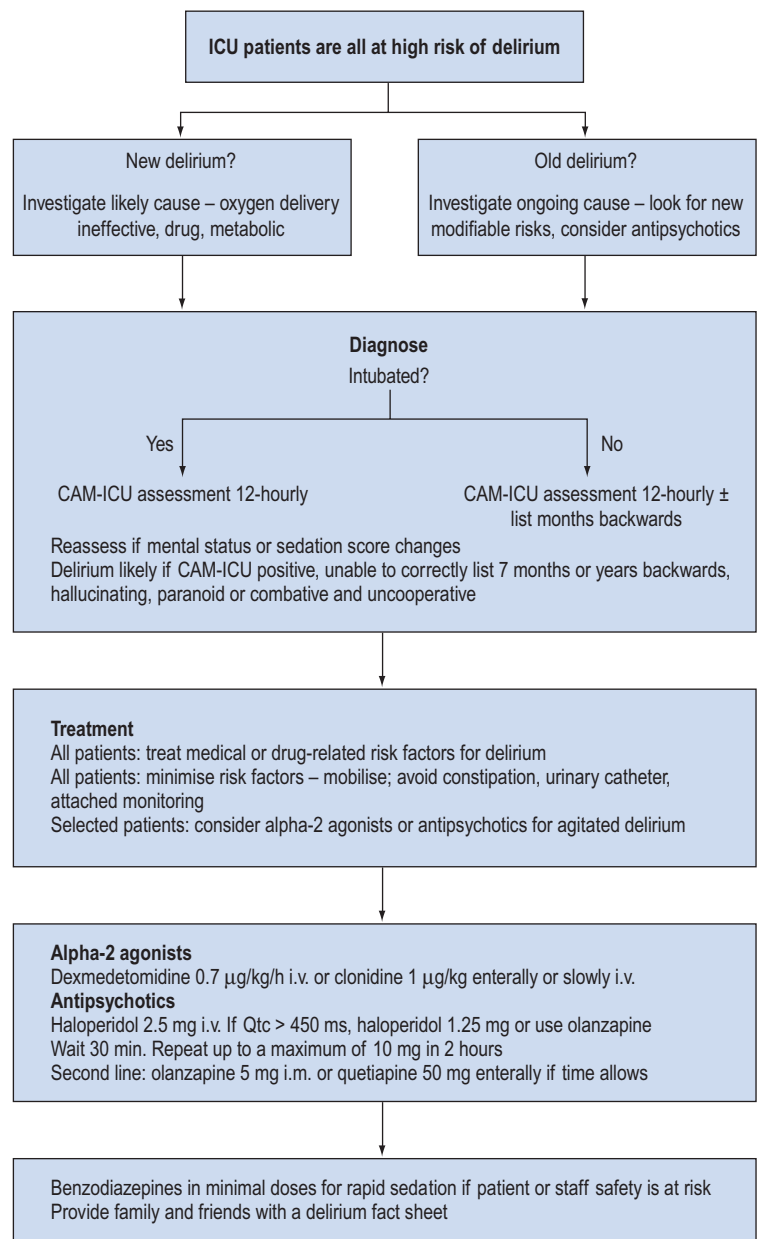 ICU patients are all at high risk of delirium
New delirium?
Investigate likely cause – oxygen delivery
ineffective, drug, metabolic
Old delirium?
Investigate ongoing cause – look for new
modifiable risks, consider antipsychotics
Diagnose
Intubated?
Yes
No
CAM-ICU assessment 12-hourly
CAM-ICU assessment 12-hourly ±
list months backwards
Reassess if mental status or sedation score changes
Delirium likely if CAM-ICU positive, unable to correctly list 7 months or years backwards,
hallucinating, paranoid or combative and uncooperative
Treatment
All patients: treat medical or drug-related risk factors for delirium
All patients: minimise risk factors – mobilise; avoid constipation, urinary catheter,
attached monitoring
Selected patients: consider alpha-2 agonists or antipsychotics for agitated delirium
Alpha-2 agonists
Dexmedetomidine 0.7 μg/kg/h i.v. or clonidine 1 μg/kg enterally or slowly i.v.
Antipsychotics
Haloperidol 2.5 mg i.v. If Qtc > 450 ms, haloperidol 1.25 mg or use olanzapine
Wait 30 min. Repeat up to a maximum of 10 mg in 2 hours
Second line: olanzapine 5 mg i.m. or quetiapine 50 mg enterally if time allows
Benzodiazepines in minimal doses for rapid sedation if patient or staff safety is at risk
Provide family and friends with a delirium fact sheet